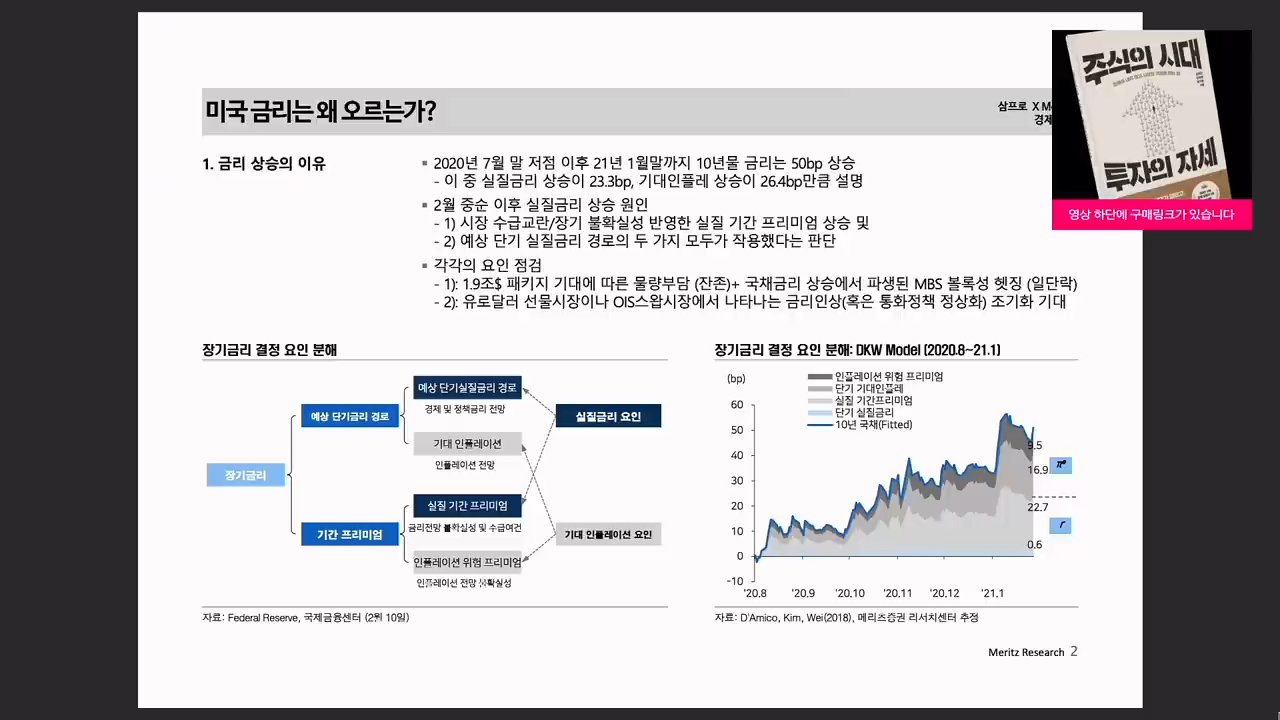 미국 금리는 왜 오르는가?
삼프로 X M
경제
주식의 시대
투자의 자세
영상 하단에 구매링크가 있습니다
1. 금리 상승의 이유
▪ 2020년 7월 말 저점 이후 21년 1월말까지 10년물 금리는 50bp 상승
- 이 중 실질금리 상승이 23.3bp, 기대인플레 상승이 26.4bp만큼 설명
▪ 2월 중순 이후 실질금리 상승 원인
- 1) 시장 수급교란/장기 불확실성 반영한 실질 기간 프리미엄 상승 및
- 2) 예상 단기 실질금리 경로의 두 가지 모두가 작용했다는 판단
▪ 각각의 요인 점검
- 1): 1.9조$ 패키지 기대에 따른 물량부담 (잔존)+ 국채금리 상승에서 파생된 MBS 볼록성 헷징 (일단락)
- 2): 유로달러 선물시장이나 OIS스왑시장에서 나타나는 금리인상(혹은 통화정책 정상화) 조기화 기대
장기금리 결정 요인 분해
장기금리
예상 단기금리 경로
기간 프리미엄
예상 단기실질금리 경로
경제 및 정책금리 전망
기대 인플레이션
인플레이션 전망
실질 기간 프리미엄
금리전망 불확실성 및 수급여건
인플레이션 위험 프리미엄
인플레이션 전망 불확실성
실질금리 요인
기대 인플레이션 요인
자료: Federal Reserve, 국제금융센터 (2월 10일)
장기금리 결정 요인 분해: DKW Model (2020.8~21.1)
(bp)
인플레이션 위험 프리미엄
단기 기대인플레
실질 기간프리미엄
단기 실질금리
10년 국채(Fitted)
60
50
40
30
20
10
0
-10
'20.8 '20.9 '20.10 '20.11 '20.12 '21.1
9.5
16.9
22.7
0.6
πᵉ
r
자료: D'Amico, Kim, Wei(2018), 메리츠증권 리서치센터 추정
Meritz Research 2